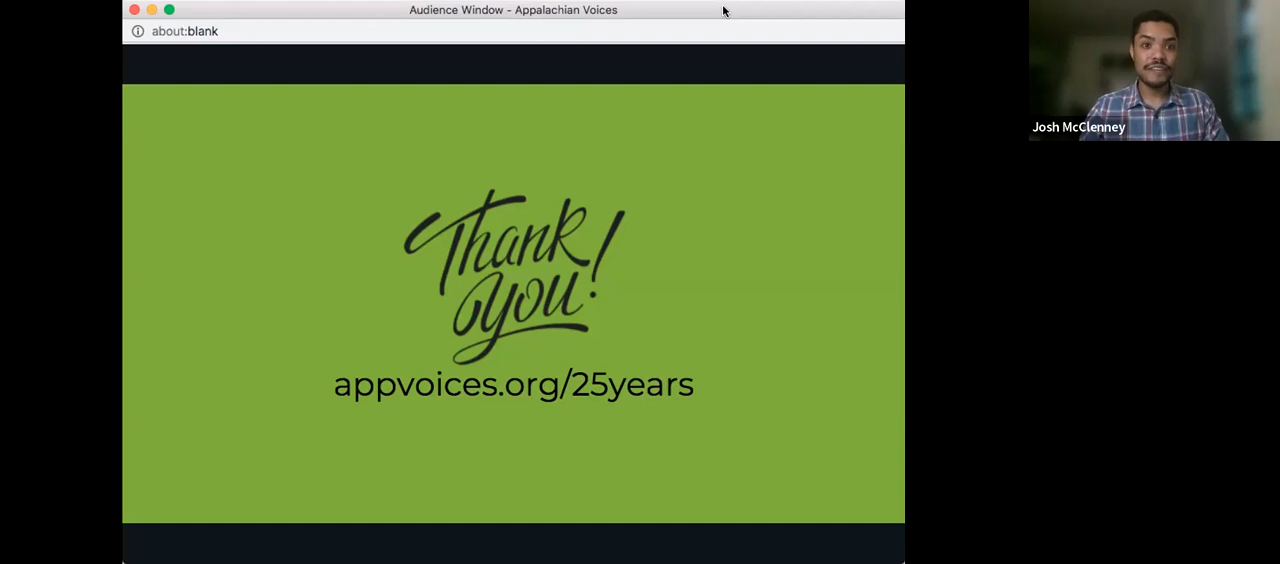 Audience Window - Appalachian Voices
about:blank
Josh McClenney
Thank
you!
appvoices.org/25years